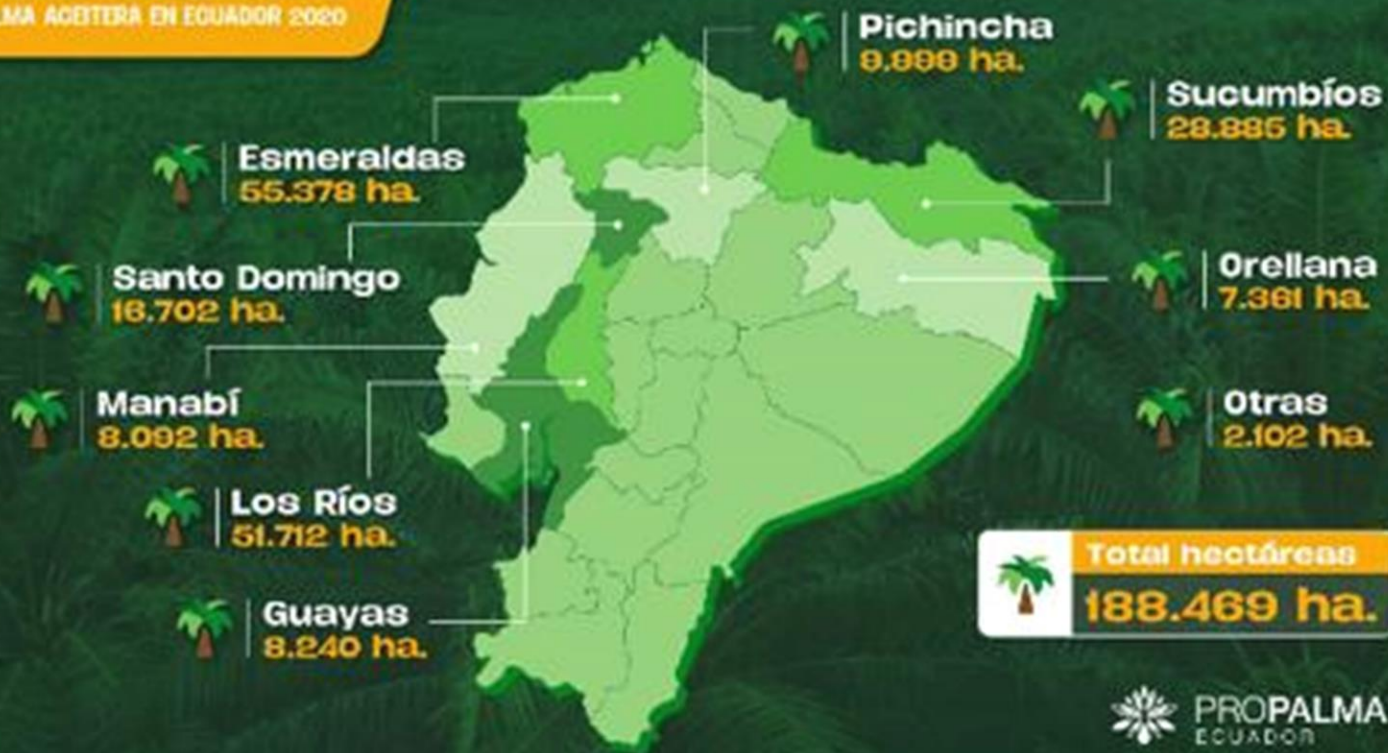 LMA ACEITERA EN ECUADOR 2020
Pichincha
9.999 ha.
Sucumbíos
28.885 ha.
Esmeraldas
55.378 ha.
Santo Domingo
16.702 ha.
Orellana
7.361 ha.
Manabí
8.092 ha.
Otras
2.102 ha.
Los Ríos
51.712 ha.
Guayas
8.240 ha.
Total hectáreas
188.469 ha.
PROPALMA
ECUADOR